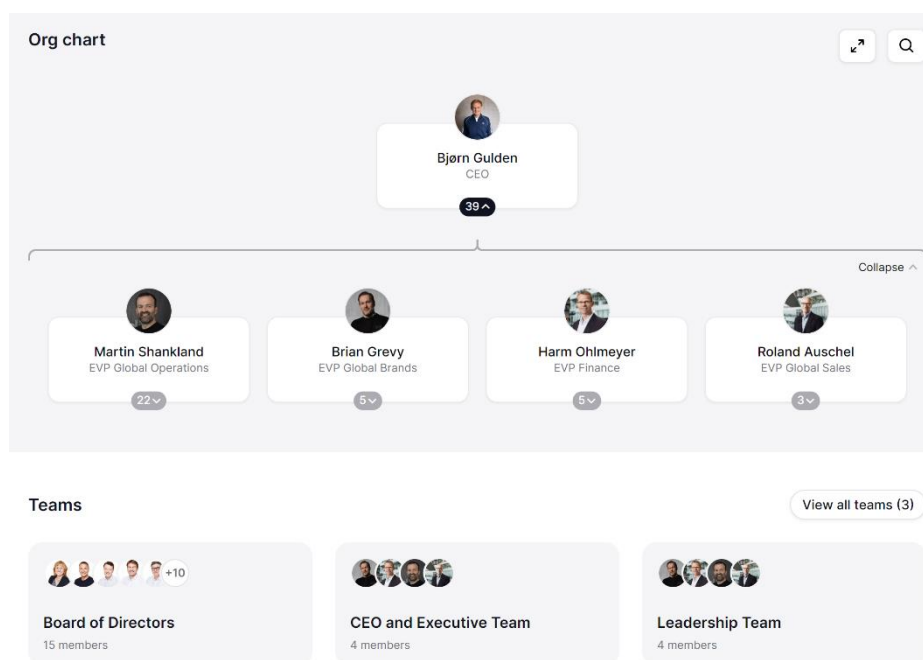 Org chart
Bjørn Gulden
CEO
39
Collapse
Martin Shankland
EVP Global Operations
22
Brian Grevy
EVP Global Brands
5
Harm Ohlmeyer
EVP Finance
5
Roland Auschel
EVP Global Sales
3
Teams
View all teams (3)
+10
Board of Directors
15 members
CEO and Executive Team
4 members
Leadership Team
4 members